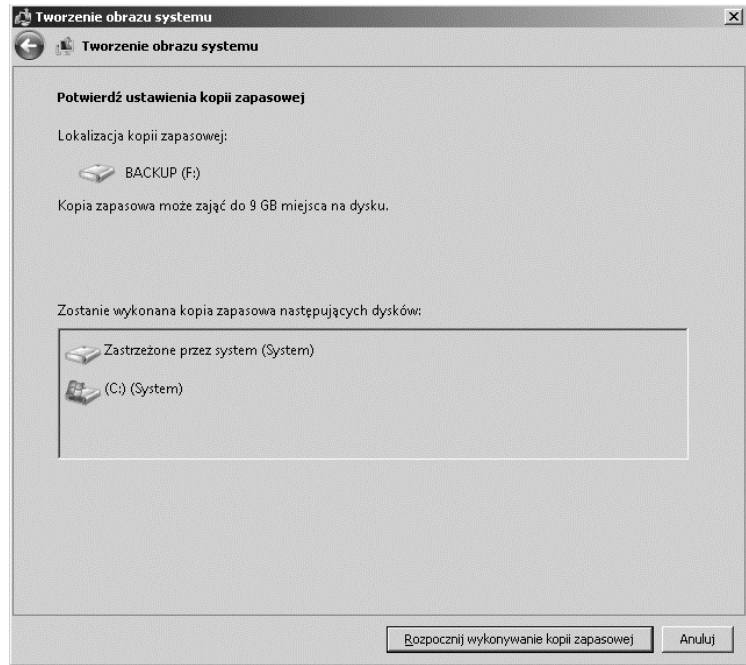 Tworzenie obrazu systemu
Tworzenie obrazu systemu
Potwierdź ustawienia kopii zapasowej
Lokalizacja kopii zapasowej:
BACKUP (F:)
Kopia zapasowa może zająć do 9 GB miejsca na dysku.
Zostanie wykonana kopia zapasowa następujących dysków:
Zastrzeżone przez system (System)
(C:) (System)
Rozpocznij wykonywanie kopii zapasowej Anuluj